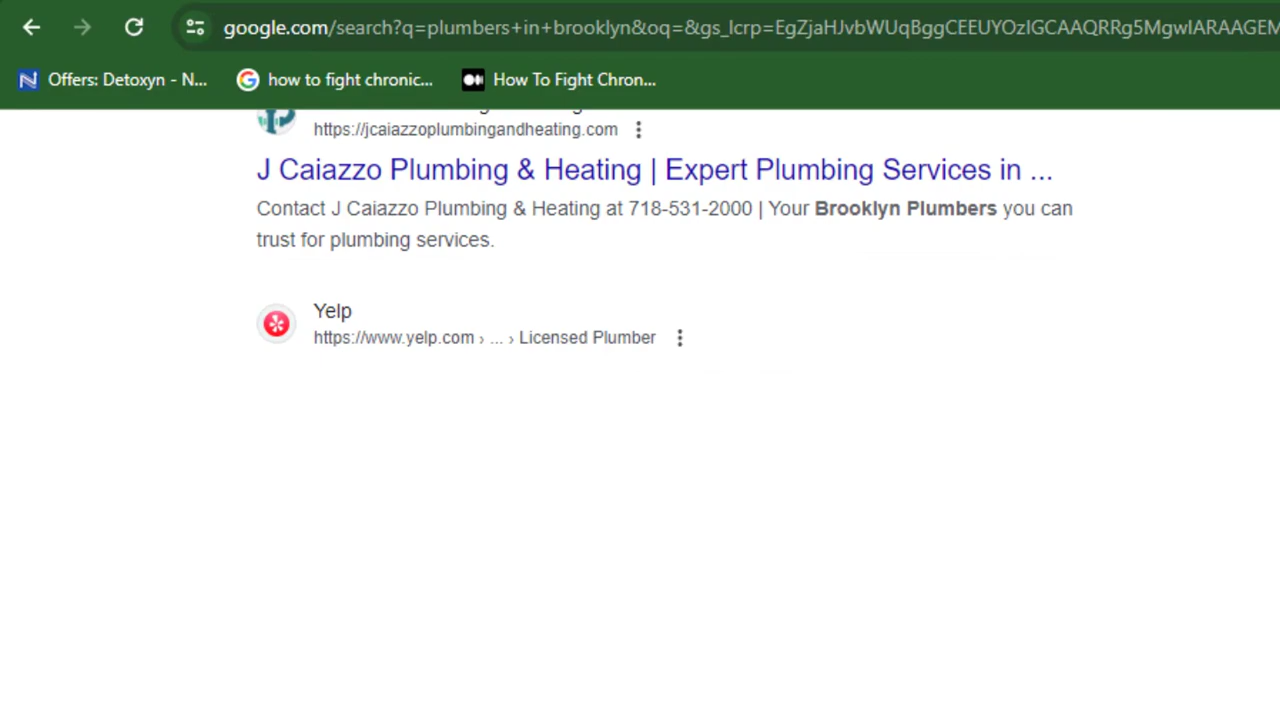 google.com/search?q=plumbers+in+brooklyn&oq=&gs_lcrp=EgZjaHJvbWUqBggCEEUYOzIGCAAQRRg5MgwIARAAGEM
Offers: Detoxyn - N...
how to fight chronic...
How To Fight Chron...
https://jcaiazzoplumbingandheating.com
J Caiazzo Plumbing & Heating | Expert Plumbing Services in ...
Contact J Caiazzo Plumbing & Heating at 718-531-2000 | Your Brooklyn Plumbers you can
trust for plumbing services.
Yelp
https://www.yelp.com › ... › Licensed Plumber